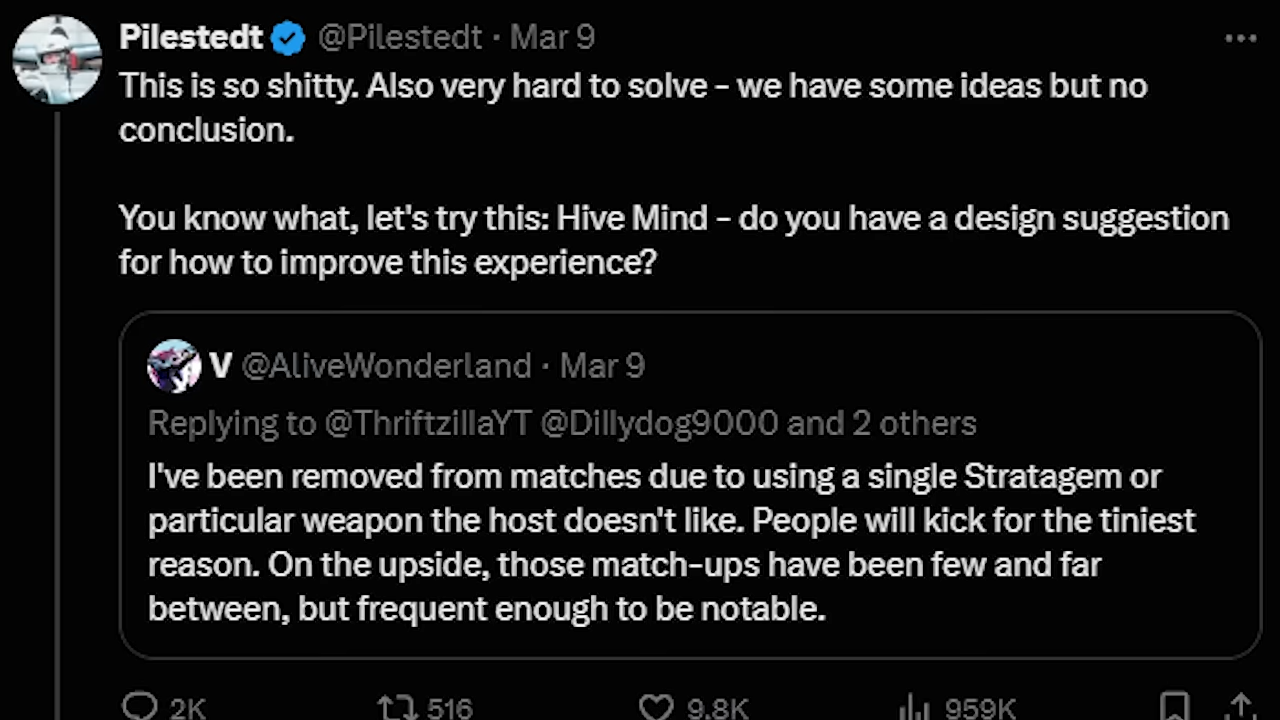 Pilestedt @Pilestedt · Mar 9
This is so shitty. Also very hard to solve - we have some ideas but no
conclusion.
You know what, let's try this: Hive Mind - do you have a design suggestion
for how to improve this experience?
V @AliveWonderland · Mar 9
Replying to @ThriftzillaYT @Dillydog9000 and 2 others
I've been removed from matches due to using a single Stratagem or
particular weapon the host doesn't like. People will kick for the tiniest
reason. On the upside, those match-ups have been few and far
between, but frequent enough to be notable.
2K 516 9.8K 959K